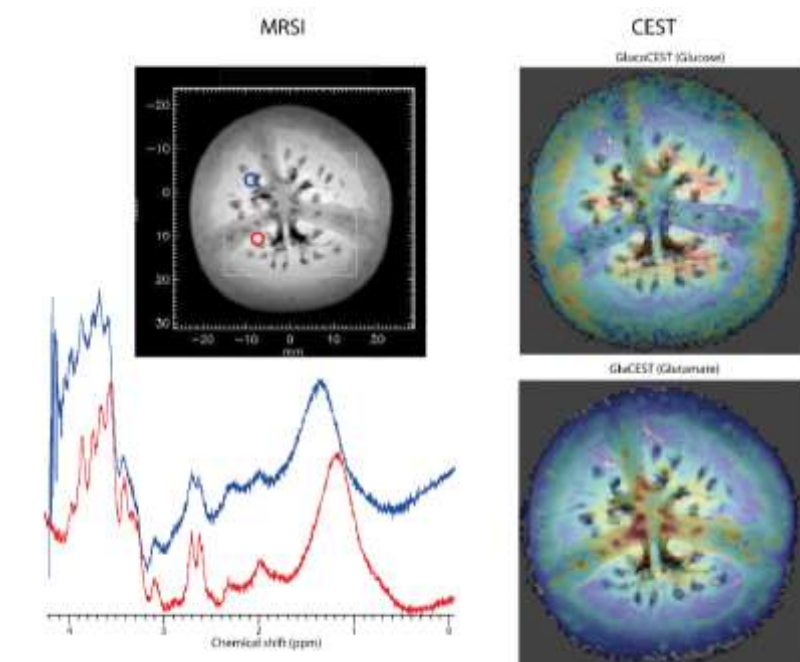 MRSI
CEST
GlucoCEST (Glucose)
-20
-10
0
10
20
30
-20 -10 0 10 20
mm
GluCEST (Glutamate)
4 3 2 1 0
Chemical shift (ppm)